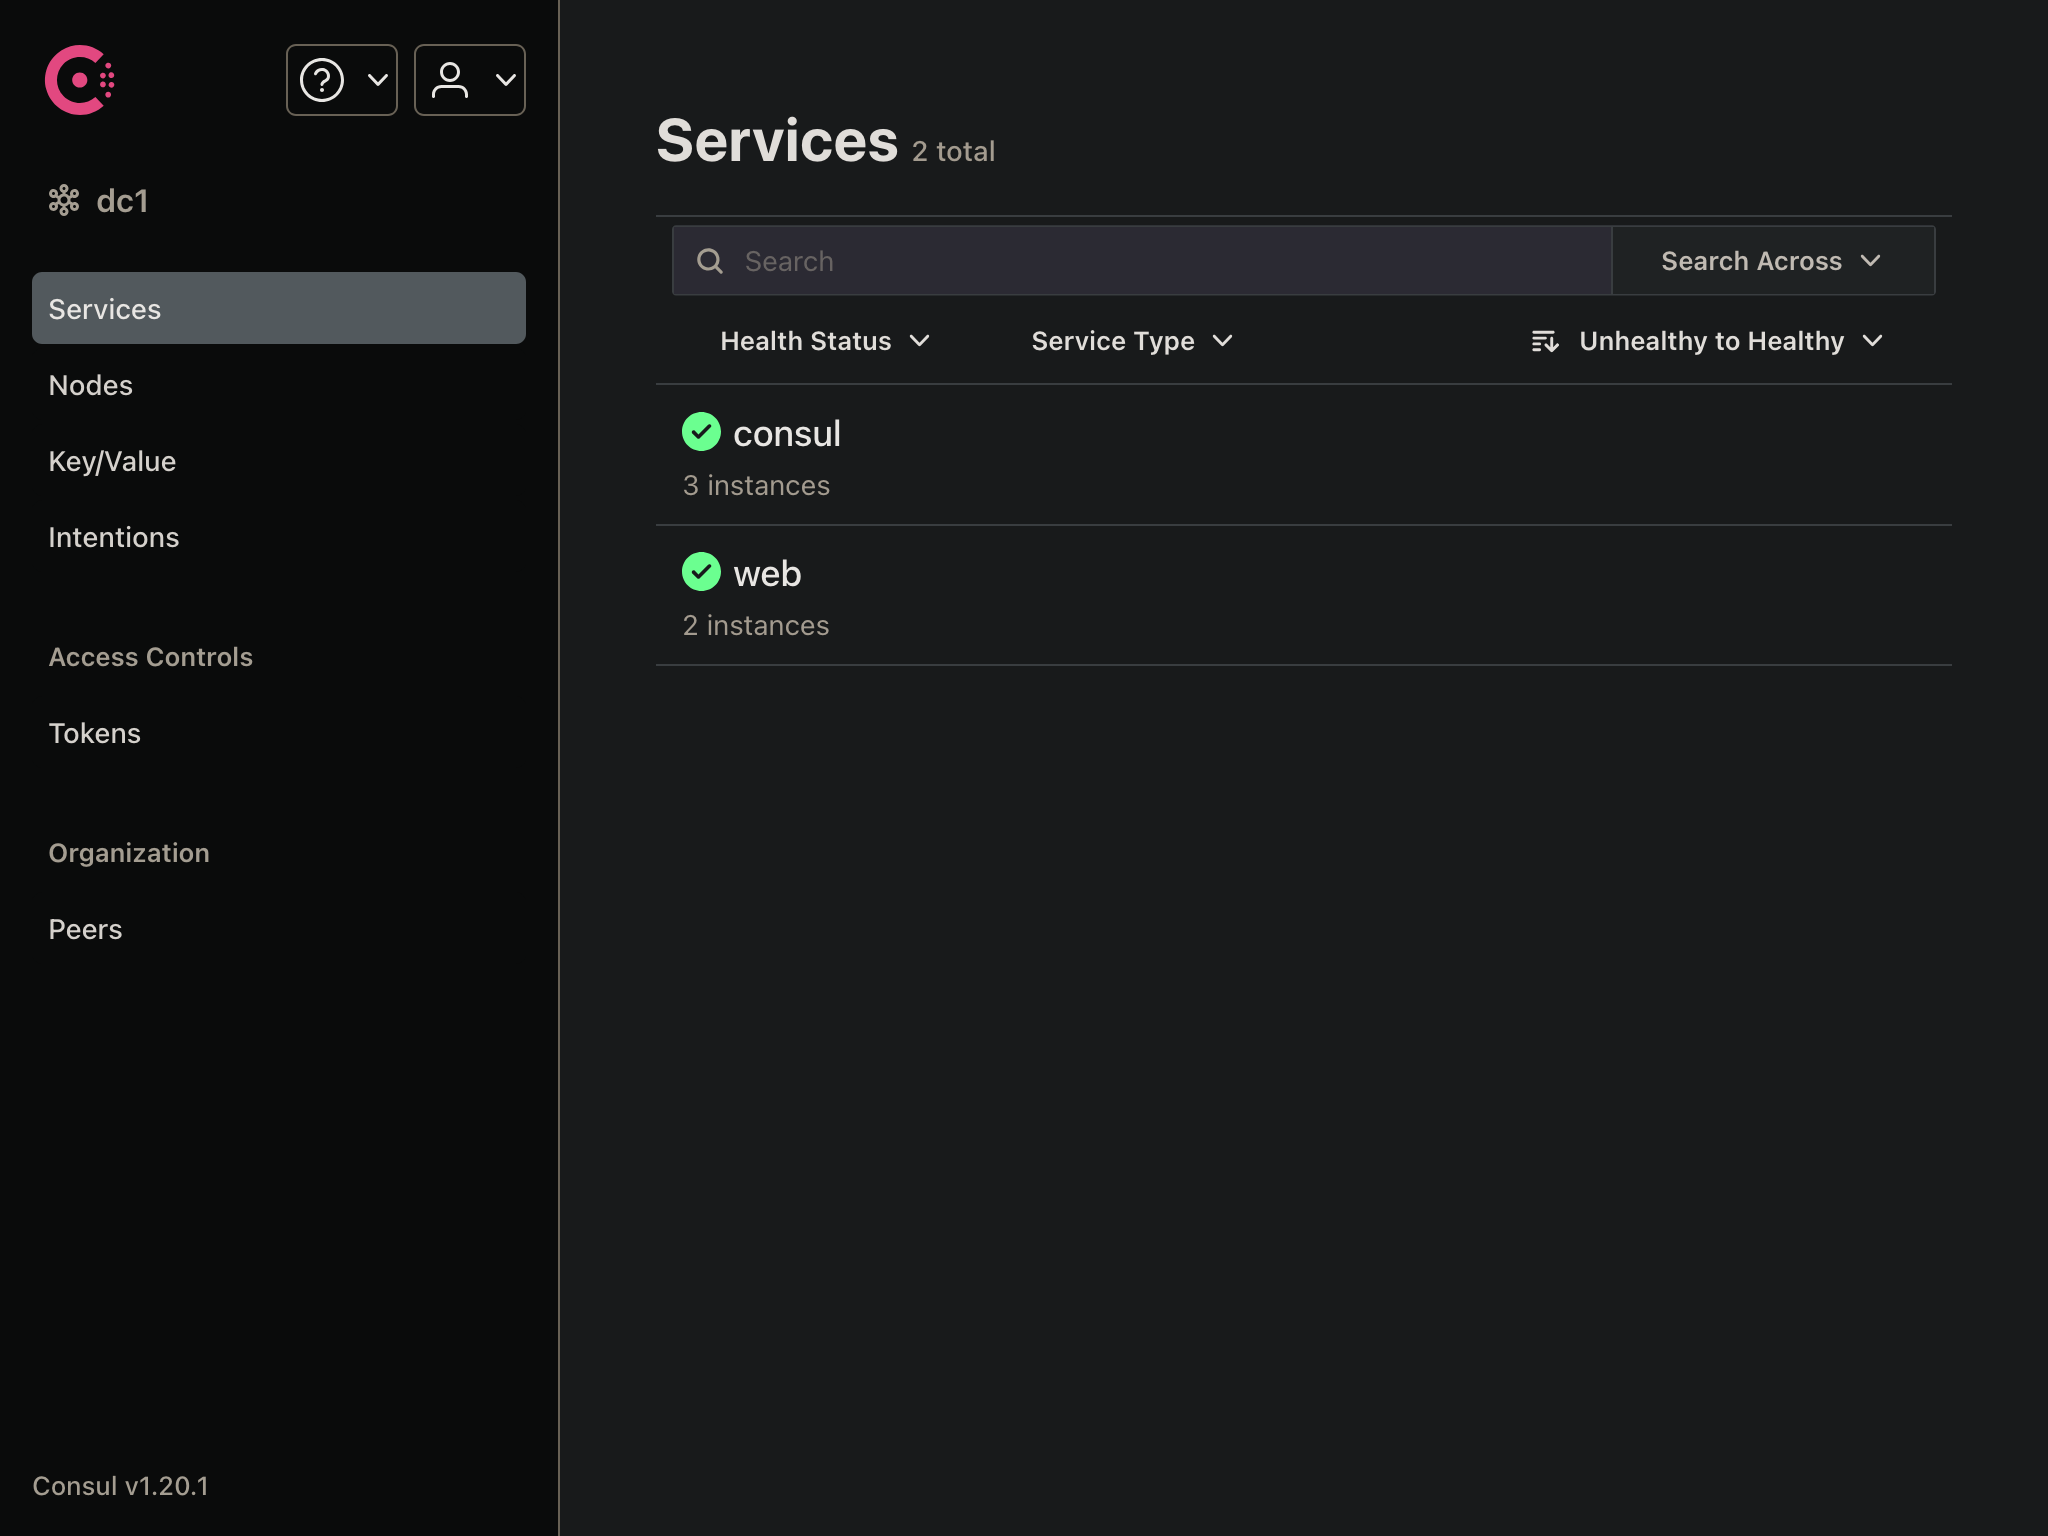 dc1
Services
Nodes
Key/Value
Intentions
Access Controls
Tokens
Organization
Peers
Consul v1.20.1
Services 2 total
Search
Search Across
Health Status
Service Type
Unhealthy to Healthy
consul
3 instances
web
2 instances